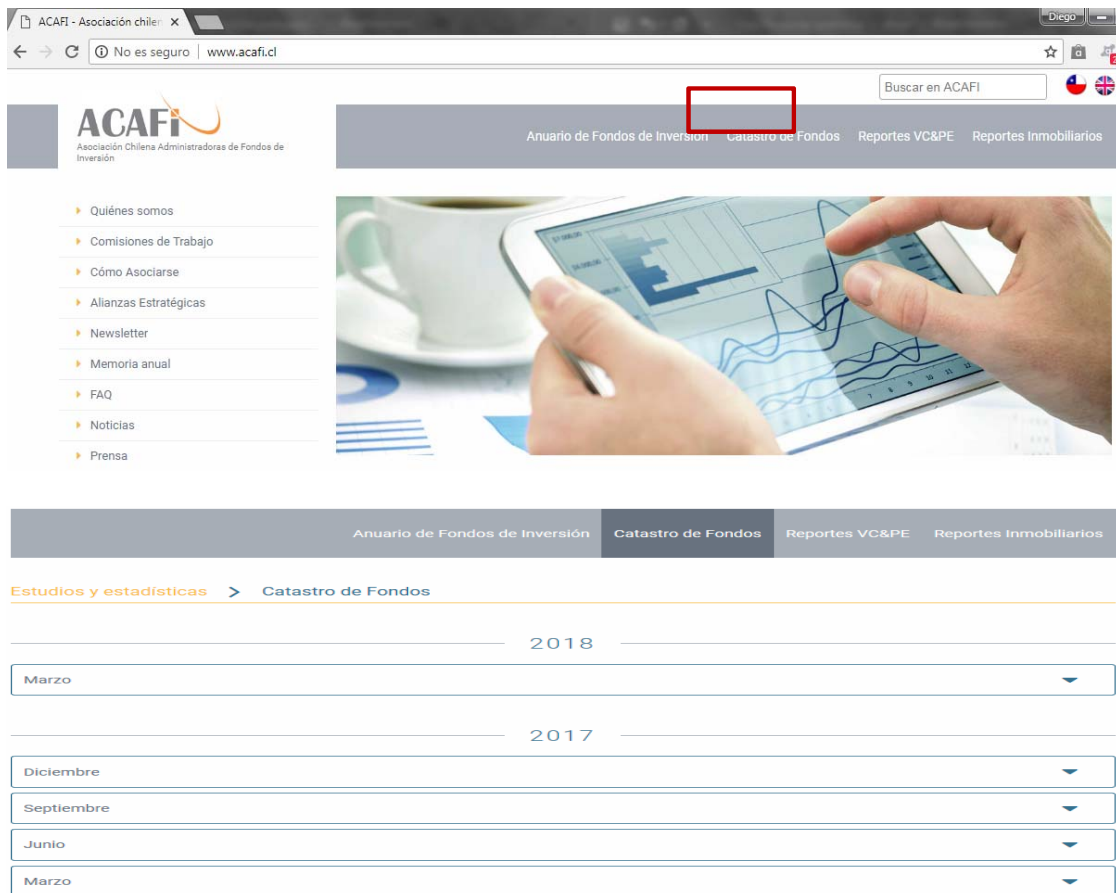 ACAFI - Asociación chilen
Diego
No es seguro | www.acafi.cl
Buscar en ACAFI
ACAFI
Asociación Chilena Administradoras de Fondos de
Inversión
Anuario de Fondos de Inversión Catastro de Fondos Reportes VC&PE Reportes Inmobiliarios
Quiénes somos
Comisiones de Trabajo
Cómo Asociarse
Alianzas Estratégicas
Newsletter
Memoria anual
FAQ
Noticias
Prensa
Anuario de Fondos de Inversión Catastro de Fondos Reportes VC&PE Reportes Inmobiliarios
Estudios y estadísticas > Catastro de Fondos
2018
Marzo
2017
Diciembre
Septiembre
Junio
Marzo